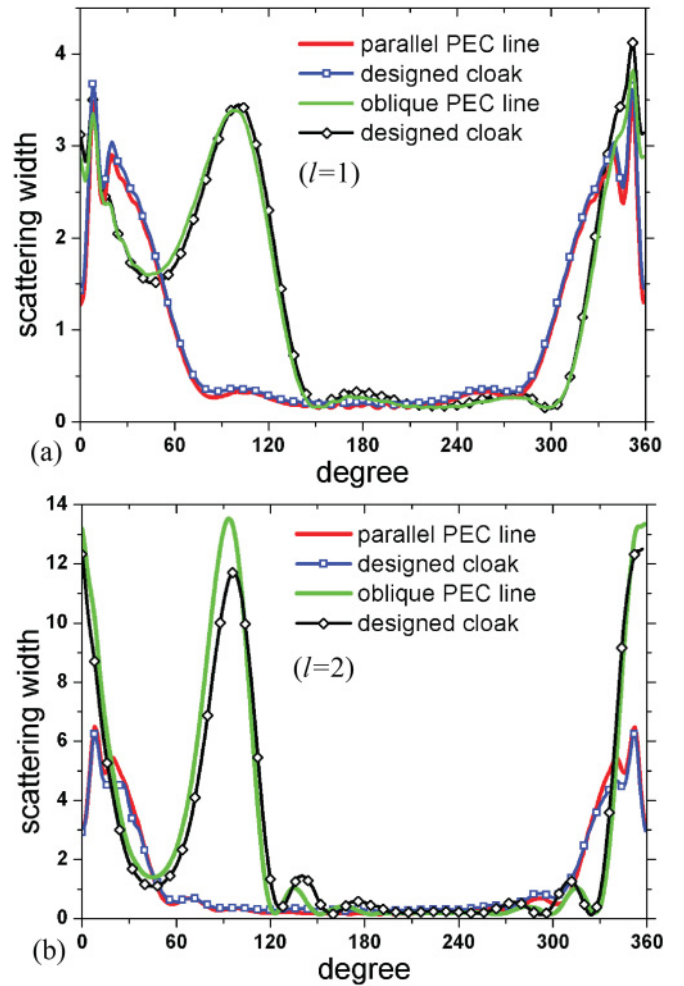 parallel PEC line
designed cloak
oblique PEC line
designed cloak
(l=1)
scattering width
4
3
2
1
0
0 60 120 180 240 300 360
degree
(a)
parallel PEC line
designed cloak
oblique PEC line
designed cloak
(l=2)
scattering width
14
12
10
8
6
4
2
0
0 60 120 180 240 300 360
degree
(b)